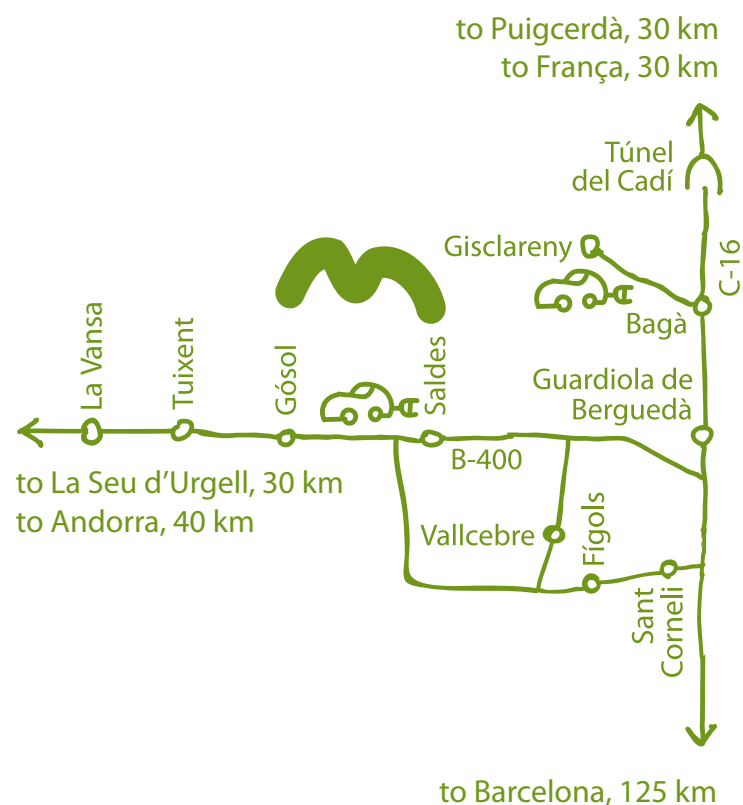 to Puigcerdà, 30 km
to França, 30 km
Túnel
del Cadí
Gisclareny
C-16
Bagà
La Vansa
Tuixent
Gósol
Saldes
Guardiola de
Berguedà
B-400
to La Seu d’Urgell, 30 km
to Andorra, 40 km
Vallcebre
Fígols
Sant
Corneli
to Barcelona, 125 km